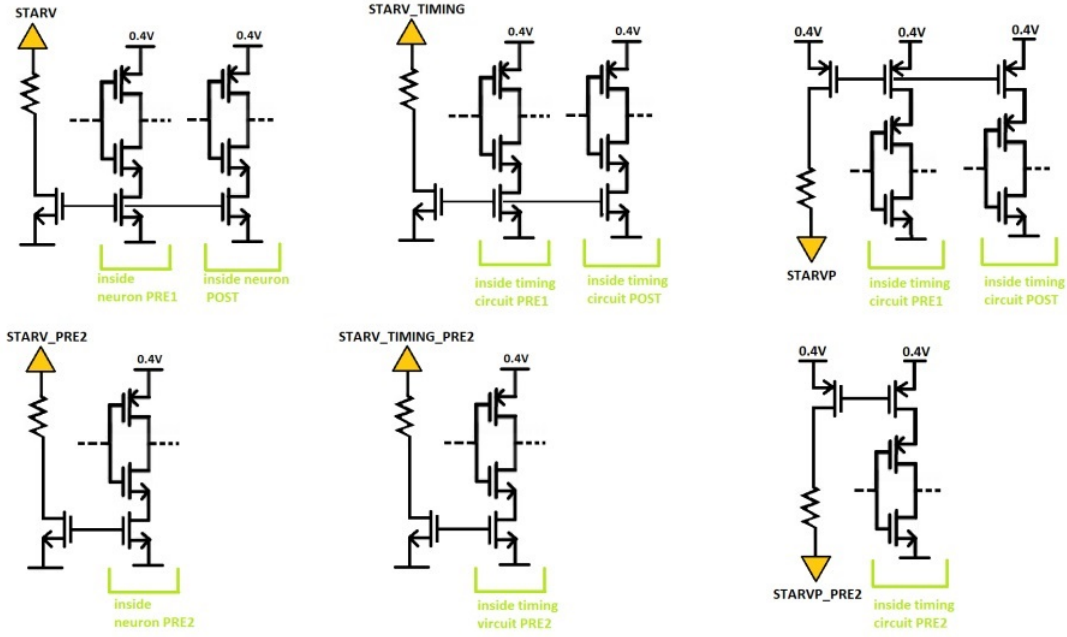 STARV
0.4V
0.4V
inside
neuron PRE1
inside neuron
POST
STARV_TIMING
0.4V
0.4V
inside timing
circuit PRE1
inside timing
circuit POST
0.4V
0.4V
0.4V
STARVP
inside timing
circuit PRE1
inside timing
circuit POST
STARV_PRE2
0.4V
inside
neuron PRE2
STARV_TIMING_PRE2
0.4V
inside timing
vircuit PRE2
0.4V
0.4V
STARVP_PRE2
inside timing
circuit PRE2